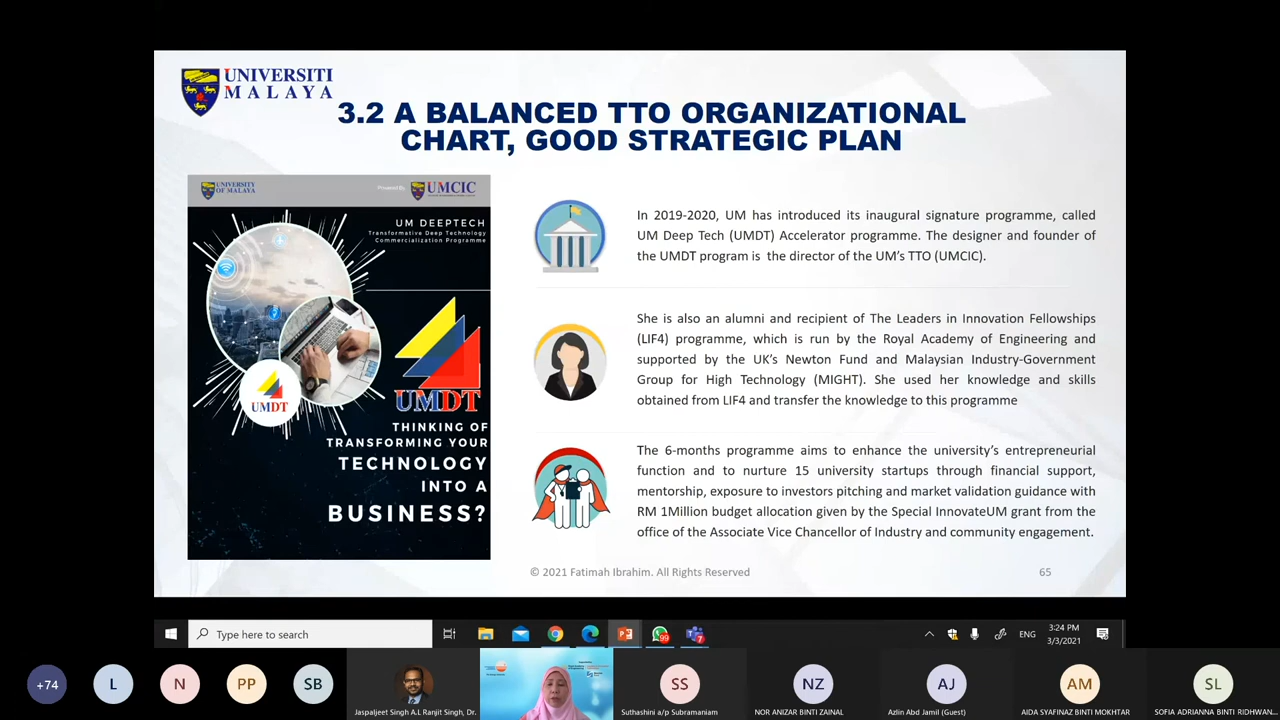 UNIVERSITI
MALAYA
3.2 A BALANCED TTO ORGANIZATIONAL
CHART, GOOD STRATEGIC PLAN
UNIVERSITY
OF MALAYA
Powered By
UMCIC
UM DEEPTECH
Transformative Deep Technology
Commercialization Programme
UMDT
UMDT
THINKING OF
TRANSFORMING YOUR
TECHNOLOGY
INTO A
BUSINESS?
In 2019-2020, UM has introduced its inaugural signature programme, called
UM Deep Tech (UMDT) Accelerator programme. The designer and founder of
the UMDT program is the director of the UM's TTO (UMCIC).
She is also an alumni and recipient of The Leaders in Innovation Fellowships
(LIF4) programme, which is run by the Royal Academy of Engineering and
supported by the UK's Newton Fund and Malaysian Industry-Government
Group for High Technology (MIGHT). She used her knowledge and skills
obtained from LIF4 and transfer the knowledge to this programme
The 6-months programme aims to enhance the university's entrepreneurial
function and to nurture 15 university startups through financial support,
mentorship, exposure to investors pitching and market validation guidance with
RM 1Million budget allocation given by the Special InnovateUM grant from the
office of the Associate Vice Chancellor of Industry and community engagement.
© 2021 Fatimah Ibrahim. All Rights Reserved
65
Type here to search
99
7
ENG
3:24 PM
3/3/2021
+74
L
N
PP
SB
Jaspaljeet Singh A.L Ranjit Singh, Dr.
SS
Suthashini a/p Subramaniam
NZ
NOR ANIZAR BINTI ZAINAL
AJ
Azlin Abd Jamil (Guest)
AM
AIDA SYAFINAZ BINTI MOKHTAR
SL
SOFIA ADRIANNA BINTI RIDHWAN...